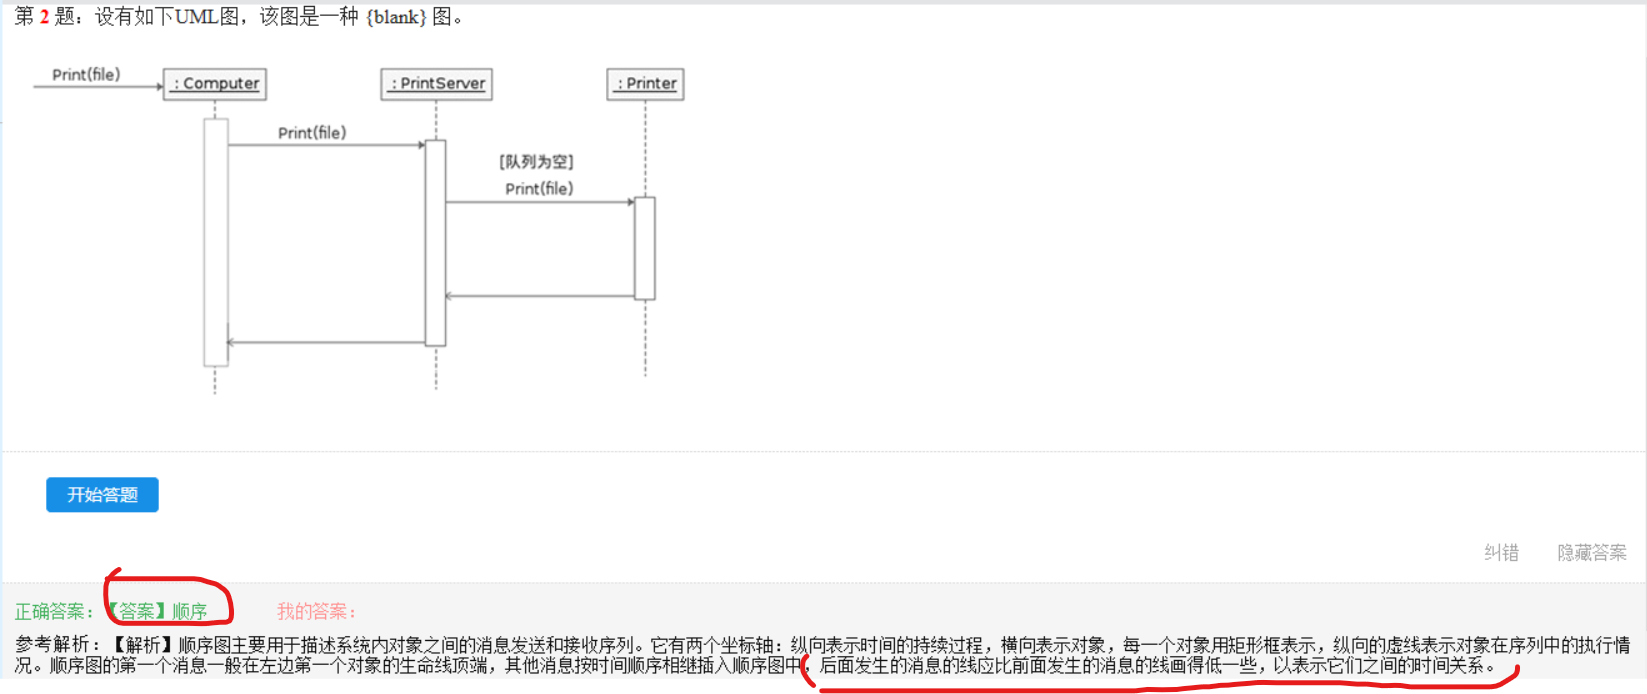 第 2 题：设有如下UML图，该图是一种 {blank} 图。
Print(file)
: Computer
: PrintServer
: Printer
Print(file)
[队列为空]
Print(file)
开始答题
纠错 隐藏答案
正确答案：【答案】顺序 我的答案：
参考解析：【解析】顺序图主要用于描述系统内对象之间的消息发送和接收序列。它有两个坐标轴：纵向表示时间的持续过程，横向表示对象，每一个对象用矩形框表示，纵向的虚线表示对象在序列中的执行情
况。顺序图的第一个消息一般在左边第一个对象的生命线顶端，其他消息按时间顺序相继插入顺序图中，后面发生的消息的线应比前面发生的消息的线画得低一些，以表示它们之间的时间关系。